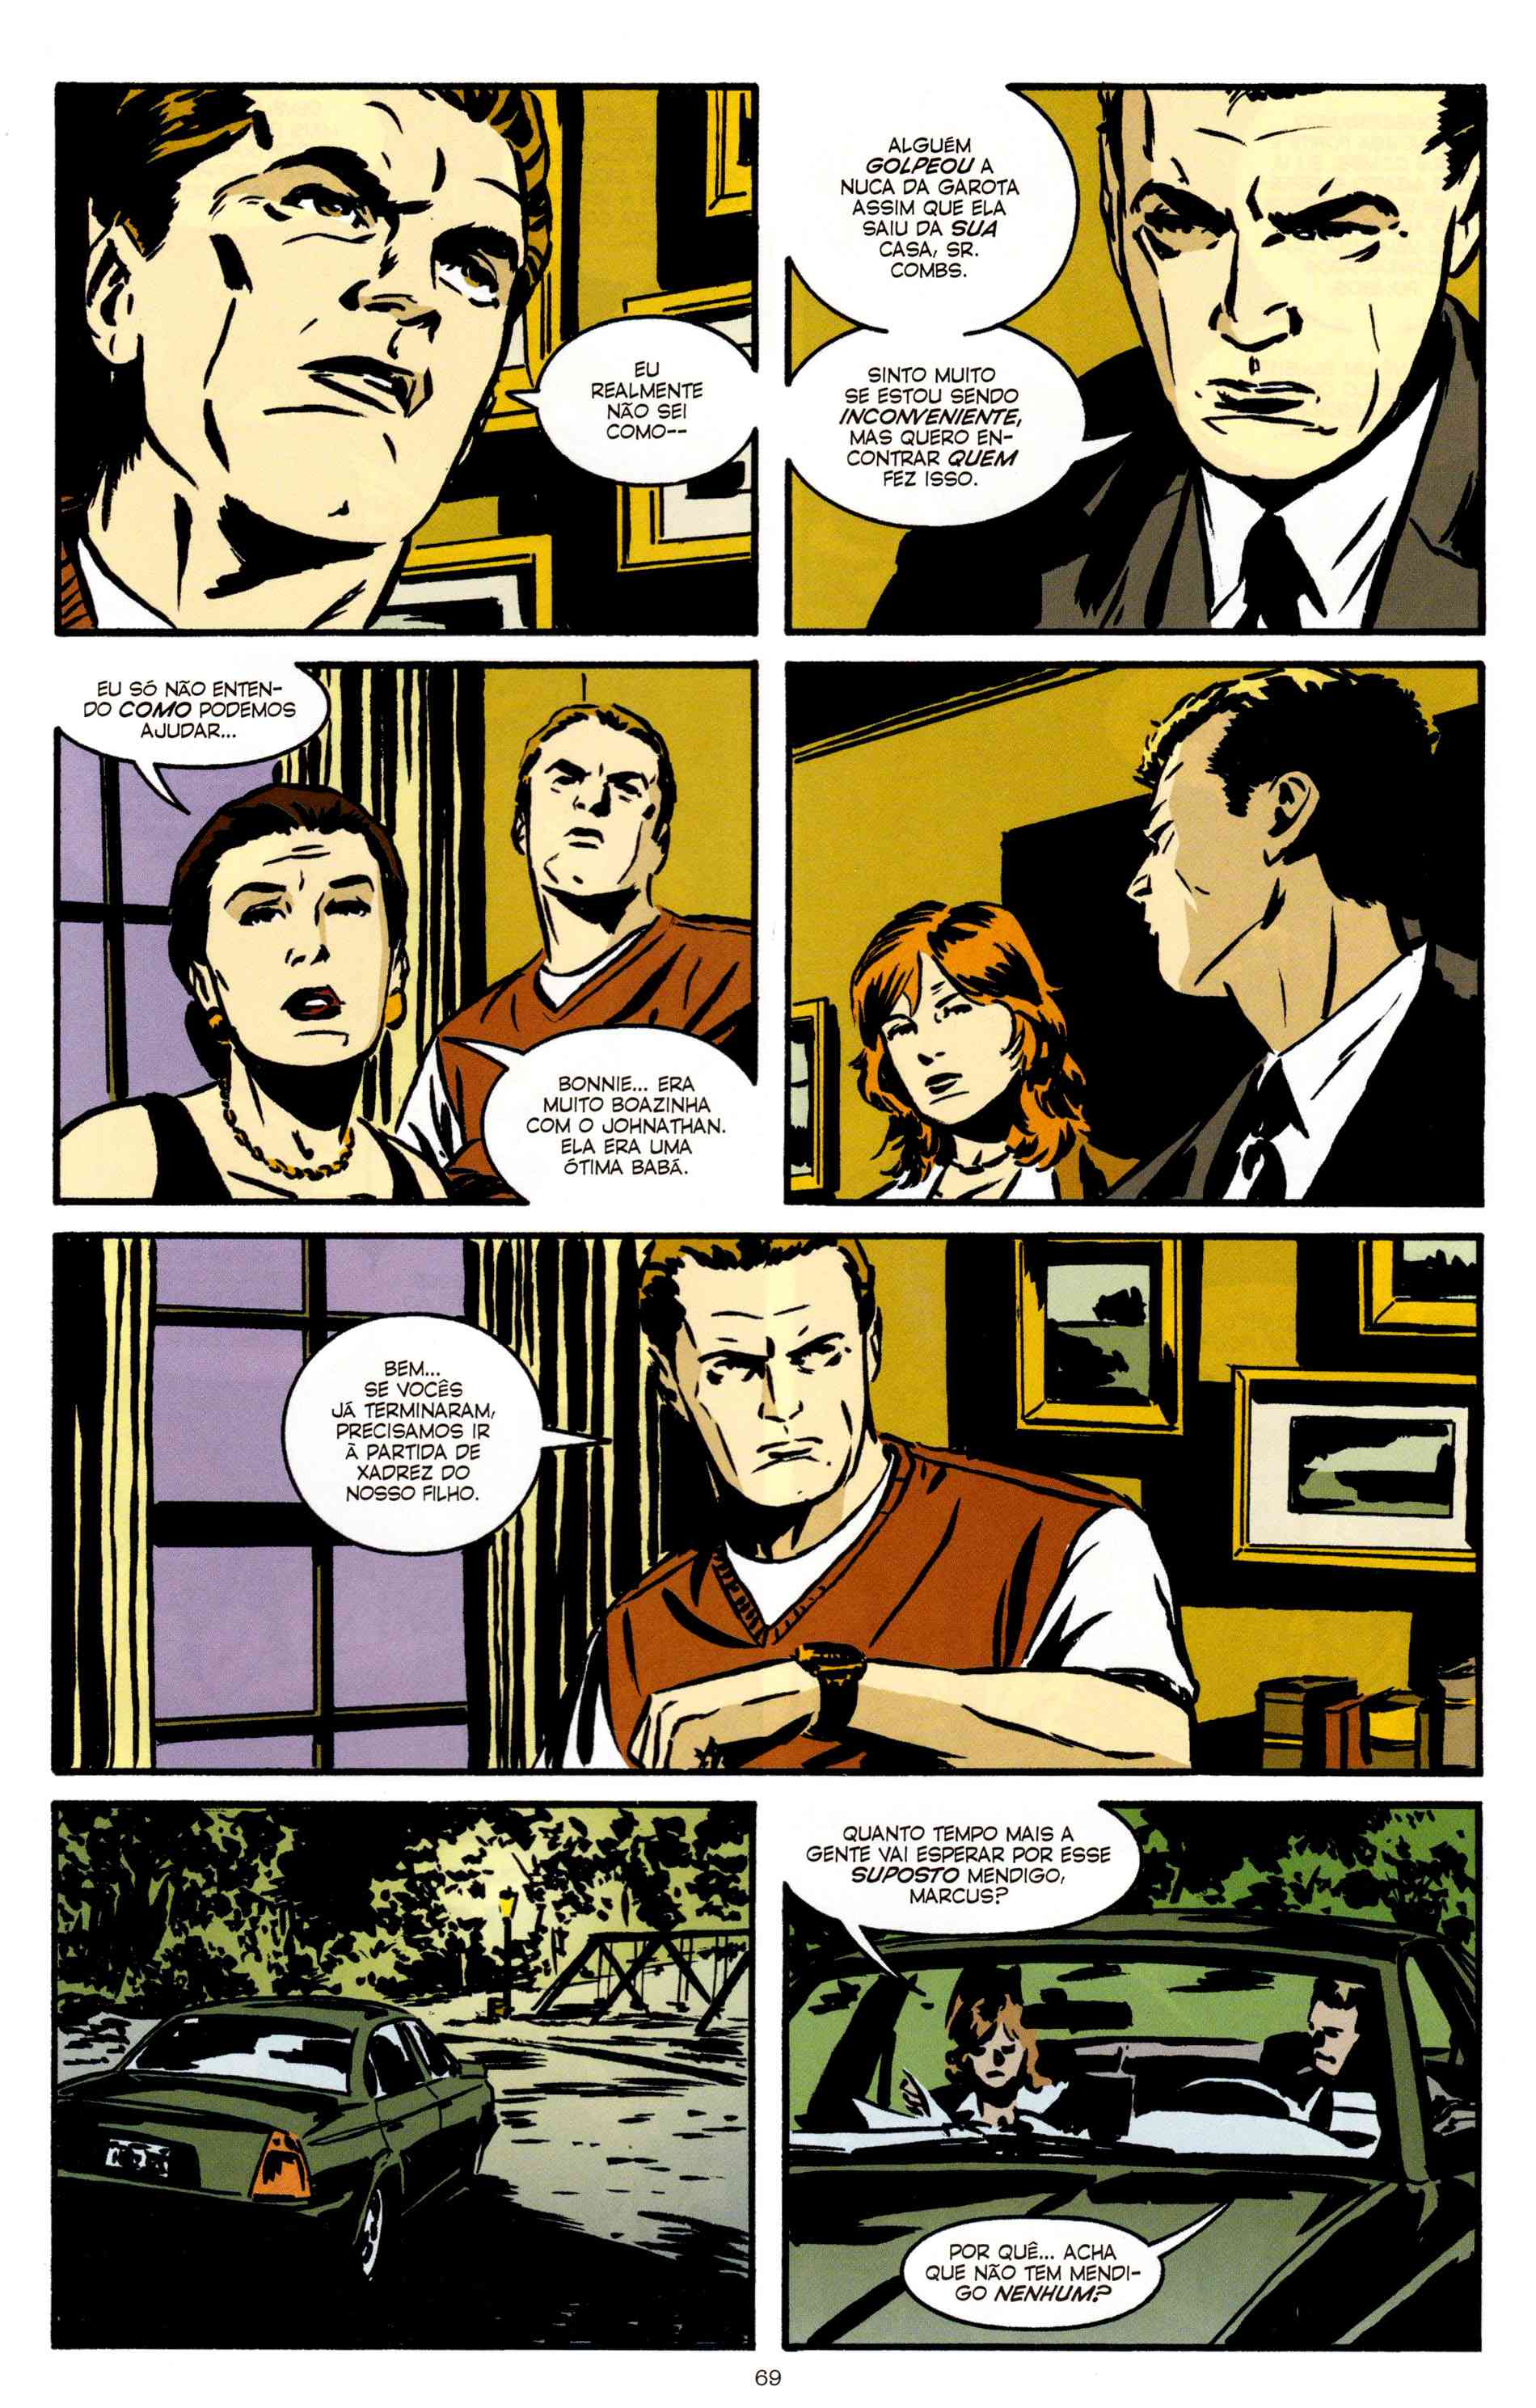 EU
REALMENTE
NÃO SEI
COMO--
ALGUÉM
GOLPEOU A
NUCA DA GAROTA
ASSIM QUE ELA
SAIU DA SUA
CASA, SR.
COMBS.
SINTO MUITO
SE ESTOU SENDO
INCONVENIENTE,
MAS QUERO EN-
CONTRAR QUEM
FEZ ISSO.
EU SÓ NÃO ENTEN-
DO COMO PODEMOS
AJUDAR...
BONNIE... ERA
MUITO BOAZINHA
COM O JOHNATHAN.
ELA ERA UMA
ÓTIMA BABÁ.
BEM...
SE VOCÊS
JÁ TERMINARAM,
PRECISAMOS IR
À PARTIDA DE
XADREZ DO
NOSSO FILHO.
QUANTO TEMPO MAIS A
GENTE VAI ESPERAR POR ESSE
SUPOSTO MENDIGO,
MARCUS?
POR QUÊ... ACHA
QUE NÃO TEM MENDI-
GO NENHUM?
69